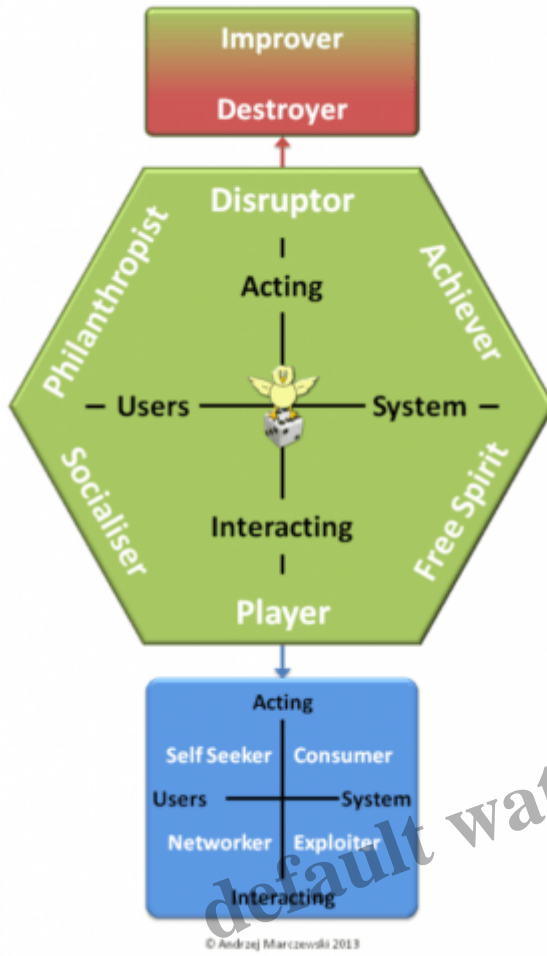 Improver
Destroyer
Disruptor
Philanthropist
Achiever
Acting
Users
System
Socialiser
Free Spirit
Interacting
Player
Acting
Self Seeker
Consumer
Users
System
Networker
Exploiter
Interacting
default wat
© Andrzej Marczewski 2013